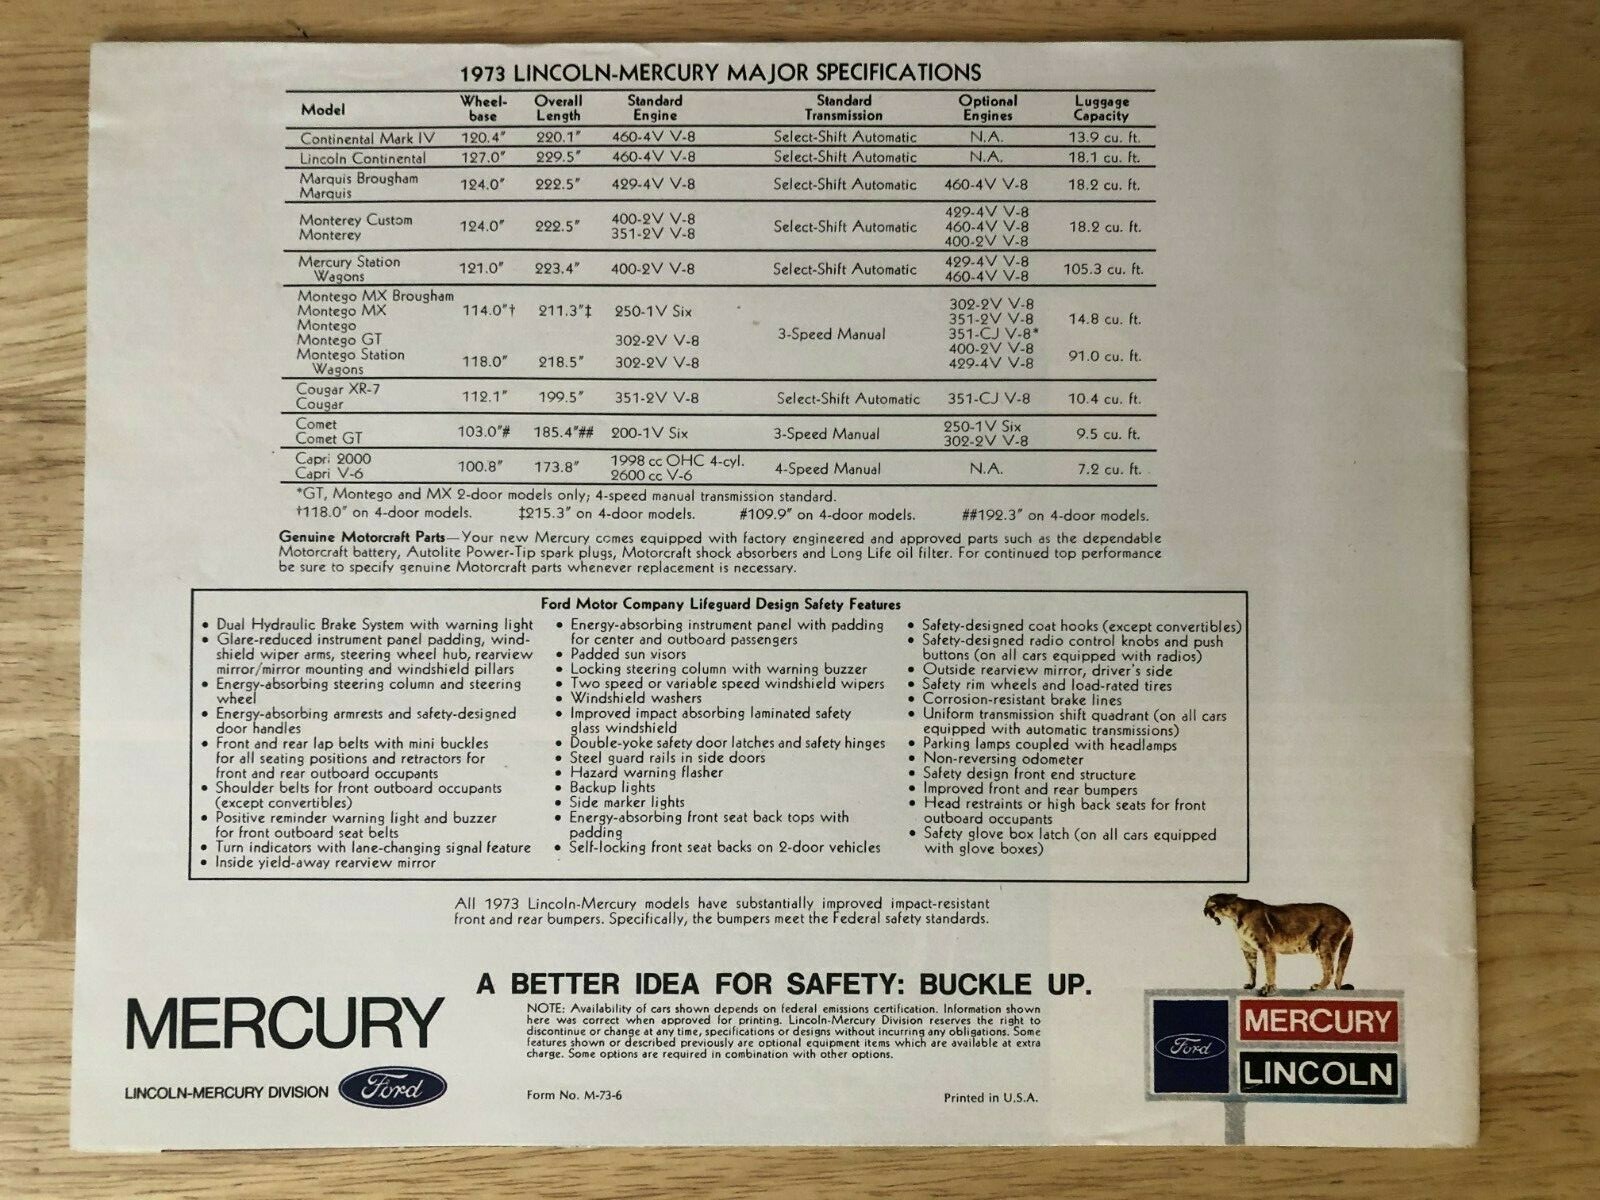 1973 LINCOLN-MERCURY MAJOR SPECIFICATIONS
Model Wheel-base Overall Length Standard Engine Standard Transmission Optional Engines Luggage Capacity
Continental Mark IV 120.4" 220.1" 460-4V V-8 Select-Shift Automatic N.A. 13.9 cu. ft.
Lincoln Continental 127.0" 229.5" 460-4V V-8 Select-Shift Automatic N.A. 18.1 cu. ft.
Marquis Brougham
Marquis 124.0" 222.5" 429-4V V-8 Select-Shift Automatic 460-4V V-8 18.2 cu. ft.
Monterey Custom
Monterey 124.0" 222.5" 400-2V V-8
351-2V V-8 Select-Shift Automatic 429-4V V-8
460-4V V-8
400-2V V-8 18.2 cu. ft.
Mercury Station
Wagons 121.0" 223.4" 400-2V V-8 Select-Shift Automatic 429-4V V-8
460-4V V-8 105.3 cu. ft.
Montego MX Brougham
Montego MX 114.0"† 211.3"‡ 250-1V Six 302-2V V-8
Montego 3-Speed Manual 351-2V V-8 14.8 cu. ft.
Montego GT 302-2V V-8 351-CJ V-8*
Montego Station
Wagons 118.0" 218.5" 302-2V V-8 400-2V V-8
429-4V V-8 91.0 cu. ft.
Cougar XR-7
Cougar 112.1" 199.5" 351-2V V-8 Select-Shift Automatic 351-CJ V-8 10.4 cu. ft.
Comet
Comet GT 103.0"# 185.4"## 200-1V Six 3-Speed Manual 250-1V Six
302-2V V-8 9.5 cu. ft.
Capri 2000
Capri V-6 100.8" 173.8" 1998 cc OHC 4-cyl.
2600 cc V-6 4-Speed Manual N.A. 7.2 cu. ft.
*GT, Montego and MX 2-door models only; 4-speed manual transmission standard.
†118.0" on 4-door models. ‡215.3" on 4-door models. #109.9" on 4-door models. ##192.3" on 4-door models.
Genuine Motorcraft Parts—Your new Mercury comes equipped with factory engineered and approved parts such as the dependable
Motorcraft battery, Autolite Power-Tip spark plugs, Motorcraft shock absorbers and Long Life oil filter. For continued top performance
be sure to specify genuine Motorcraft parts whenever replacement is necessary.
Ford Motor Company Lifeguard Design Safety Features
• Dual Hydraulic Brake System with warning light
• Glare-reduced instrument panel padding, wind-
shield wiper arms, steering wheel hub, rearview
mirror/mirror mounting and windshield pillars
• Energy-absorbing steering column and steering
wheel
• Energy-absorbing armrests and safety-designed
door handles
• Front and rear lap belts with mini buckles
for all seating positions and retractors for
front and rear outboard occupants
• Shoulder belts for front outboard occupants
(except convertibles)
• Positive reminder warning light and buzzer
for front outboard seat belts
• Turn indicators with lane-changing signal feature
• Inside yield-away rearview mirror
• Energy-absorbing instrument panel with padding
for center and outboard passengers
• Padded sun visors
• Locking steering column with warning buzzer
• Two speed or variable speed windshield wipers
• Windshield washers
• Improved impact absorbing laminated safety
glass windshield
• Double-yoke safety door latches and safety hinges
• Steel guard rails in side doors
• Hazard warning flasher
• Backup lights
• Side marker lights
• Energy-absorbing front seat back tops with
padding
• Self-locking front seat backs on 2-door vehicles
• Safety-designed coat hooks (except convertibles)
• Safety-designed radio control knobs and push
buttons (on all cars equipped with radios)
• Outside rearview mirror, driver's side
• Safety rim wheels and load-rated tires
• Corrosion-resistant brake lines
• Uniform transmission shift quadrant (on all cars
equipped with automatic transmissions)
• Parking lamps coupled with headlamps
• Non-reversing odometer
• Safety design front end structure
• Improved front and rear bumpers
• Head restraints or high back seats for front
outboard occupants
• Safety glove box latch (on all cars equipped
with glove boxes)
All 1973 Lincoln-Mercury models have substantially improved impact-resistant
front and rear bumpers. Specifically, the bumpers meet the Federal safety standards.
A BETTER IDEA FOR SAFETY: BUCKLE UP.
NOTE: Availability of cars shown depends on federal emissions certification. Information shown
here was correct when approved for printing. Lincoln-Mercury Division reserves the right to
discontinue or change at any time, specifications or designs without incurring any obligations. Some
features shown or described previously are optional equipment items which are available at extra
charge. Some options are required in combination with other options.
Form No. M-73-6 Printed in U.S.A.
MERCURY
LINCOLN-MERCURY DIVISION Ford
Ford
MERCURY
LINCOLN